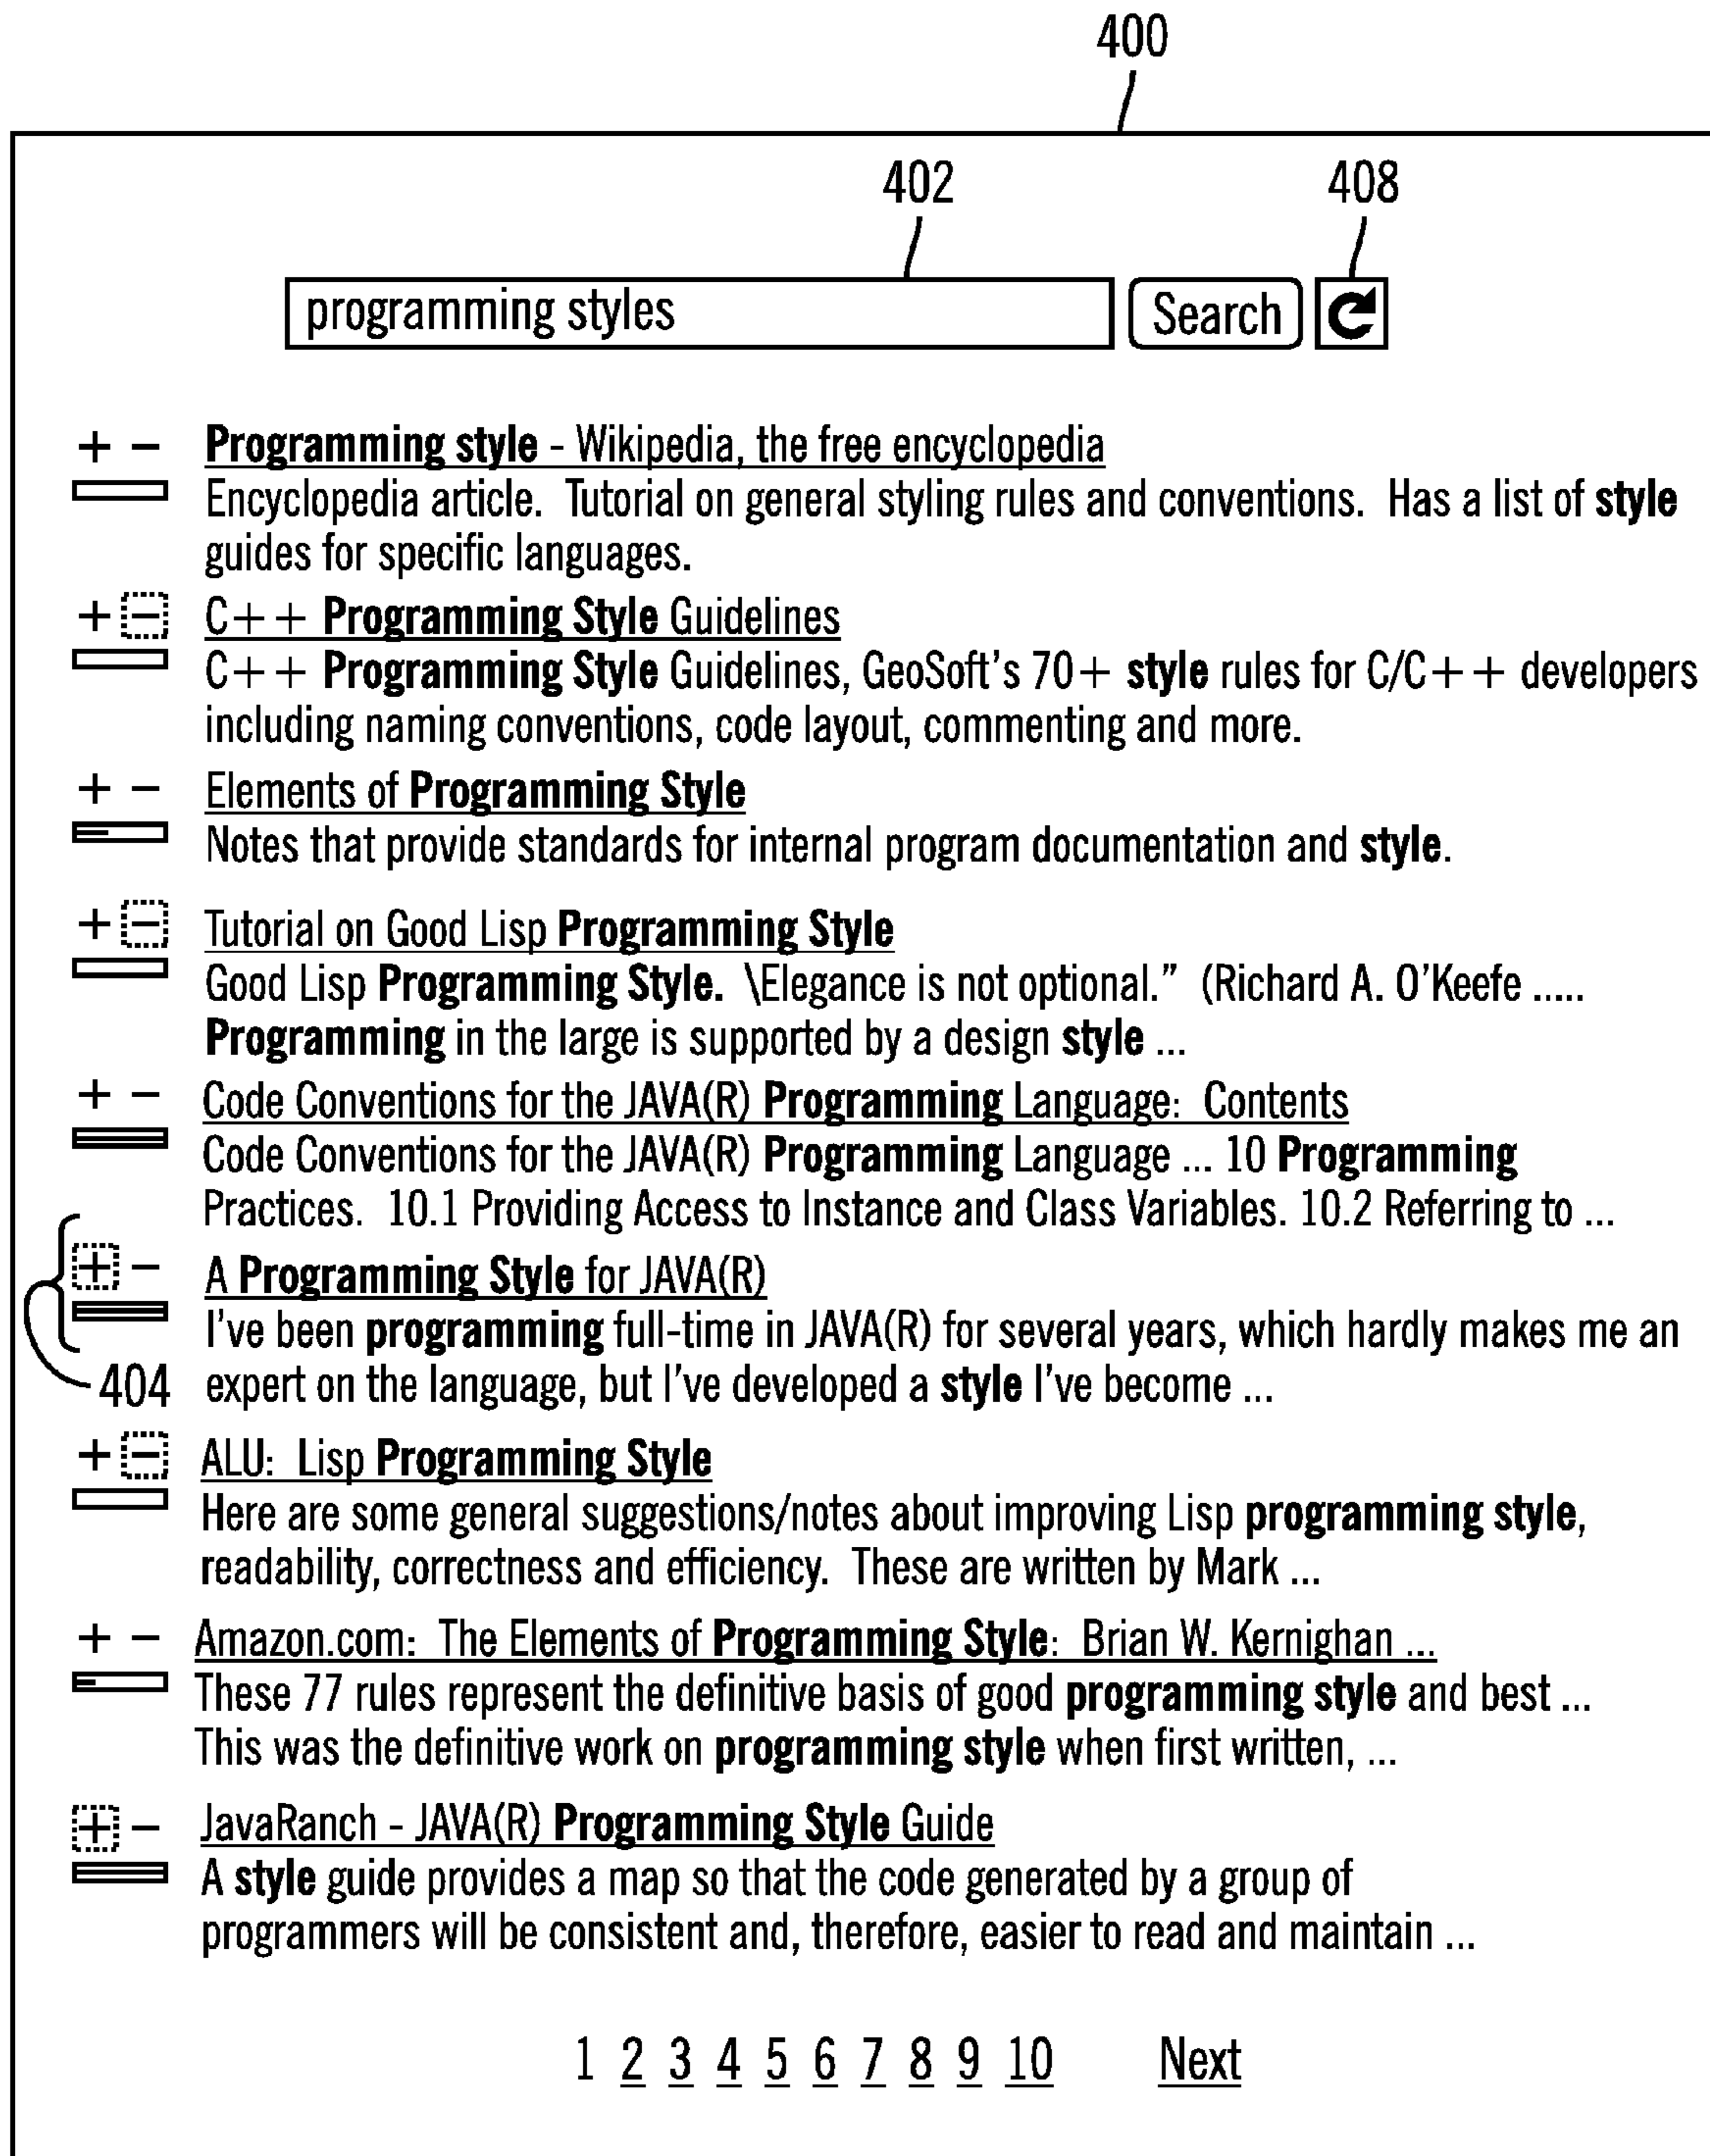 400
402
408
programming styles Search
+ − Programming style - Wikipedia, the free encyclopedia
Encyclopedia article. Tutorial on general styling rules and conventions. Has a list of style
guides for specific languages.
+ − C++ Programming Style Guidelines
C++ Programming Style Guidelines, GeoSoft's 70+ style rules for C/C++ developers
including naming conventions, code layout, commenting and more.
+ − Elements of Programming Style
Notes that provide standards for internal program documentation and style.
+ − Tutorial on Good Lisp Programming Style
Good Lisp Programming Style. \Elegance is not optional.” (Richard A. O'Keefe .....
Programming in the large is supported by a design style ...
+ − Code Conventions for the JAVA(R) Programming Language: Contents
Code Conventions for the JAVA(R) Programming Language ... 10 Programming
Practices. 10.1 Providing Access to Instance and Class Variables. 10.2 Referring to ...
+ − A Programming Style for JAVA(R)
I've been programming full-time in JAVA(R) for several years, which hardly makes me an
404 expert on the language, but I've developed a style I've become ...
+ − ALU: Lisp Programming Style
Here are some general suggestions/notes about improving Lisp programming style,
readability, correctness and efficiency. These are written by Mark ...
+ − Amazon.com: The Elements of Programming Style: Brian W. Kernighan ...
These 77 rules represent the definitive basis of good programming style and best ...
This was the definitive work on programming style when first written, ...
+ − JavaRanch - JAVA(R) Programming Style Guide
A style guide provides a map so that the code generated by a group of
programmers will be consistent and, therefore, easier to read and maintain ...
1 2 3 4 5 6 7 8 9 10 Next